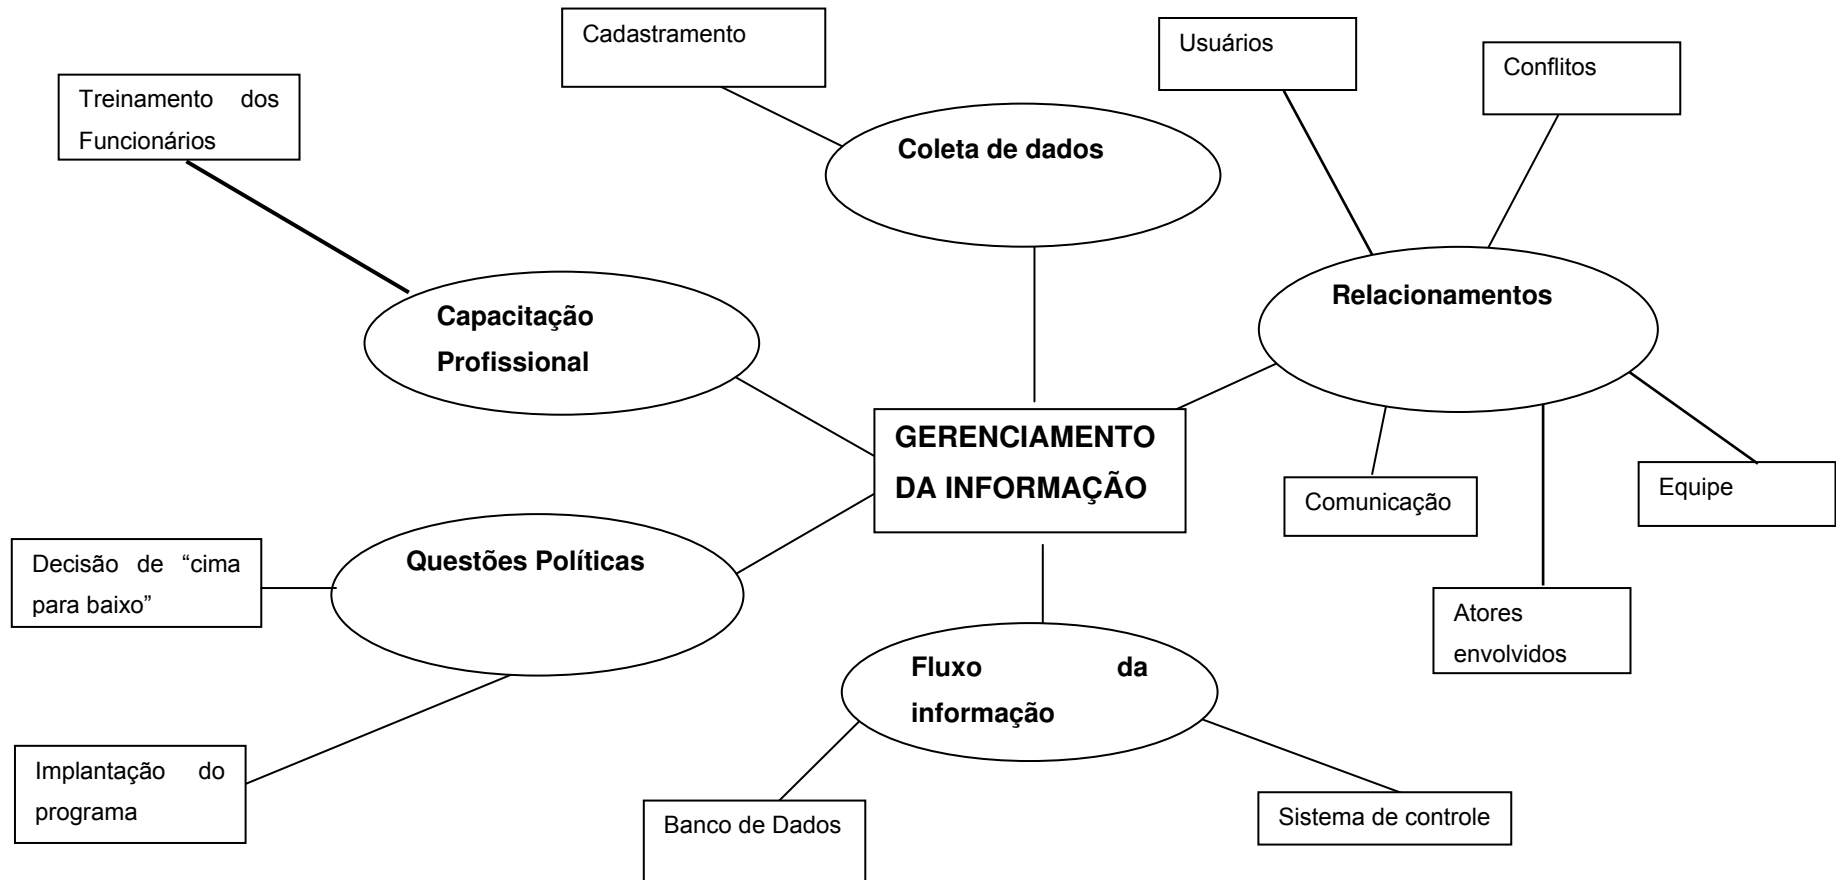 Cadastramento
Usuários
Conflitos
Treinamento dos
Funcionários
Coleta de dados
Capacitação
Profissional
Relacionamentos
GERENCIAMENTO
DA INFORMAÇÃO
Comunicação
Equipe
Decisão de “cima
para baixo”
Questões Políticas
Atores
envolvidos
Fluxo da
informação
Implantação do
programa
Banco de Dados
Sistema de controle